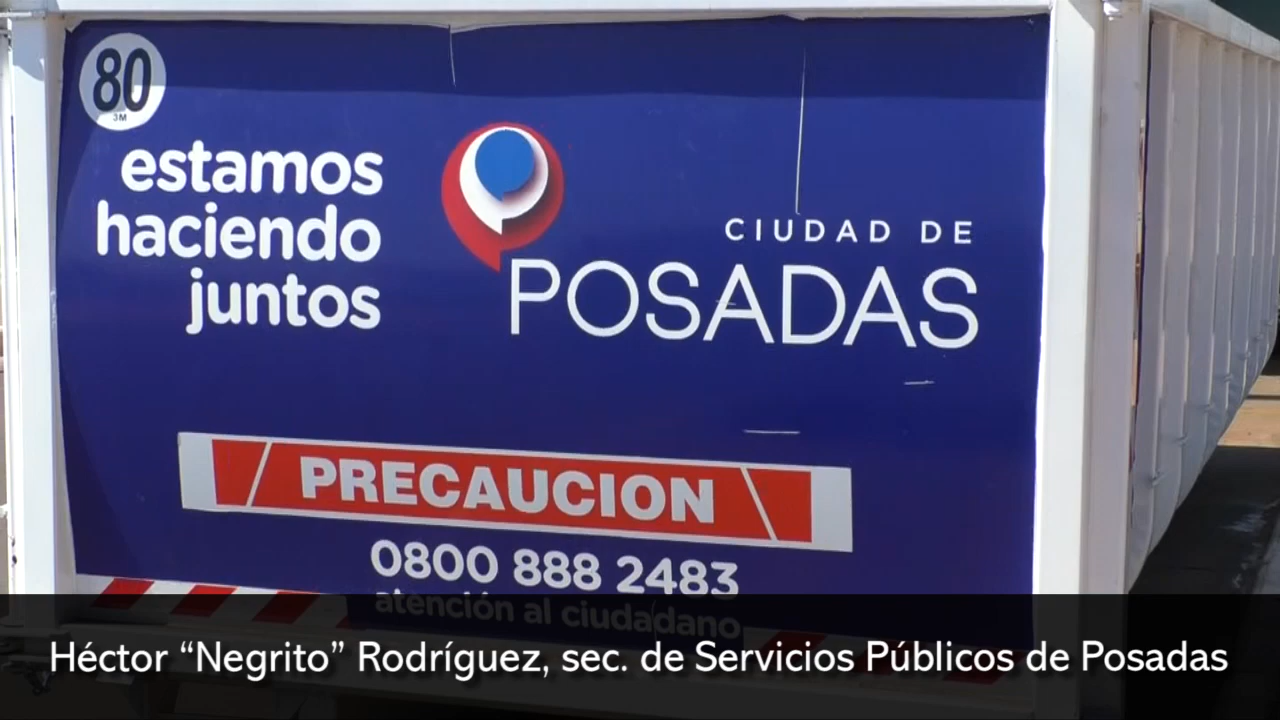 80
3M
estamos
haciendo
juntos
CIUDAD DE
POSADAS
PRECAUCION
0800 888 2483
atención al ciudadano
Héctor “Negrito” Rodríguez, sec. de Servicios Públicos de Posadas